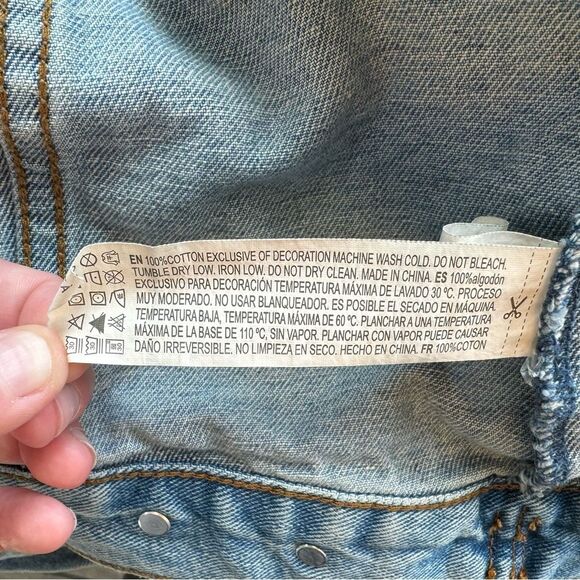 EN 100%COTTON EXCLUSIVE OF DECORATION MACHINE WASH COLD. DO NOT BLEACH.
TUMBLE DRY LOW. IRON LOW. DO NOT DRY CLEAN. MADE IN CHINA. ES 100%algodón
EXCLUSIVO PARA DECORACIÓN TEMPERATURA MÁXIMA DE LAVADO 30 ºC. PROCESO
MUY MODERADO. NO USAR BLANQUEADOR. ES POSIBLE EL SECADO EN MÁQUINA.
TEMPERATURA BAJA, TEMPERATURA MÁXIMA DE 60 ºC. PLANCHAR A UNA TEMPERATURA
MÁXIMA DE LA BASE DE 110 ºC, SIN VAPOR. PLANCHAR CON VAPOR PUEDE CAUSAR
DAÑO IRREVERSIBLE. NO LIMPIEZA EN SECO. HECHO EN CHINA. FR 100%COTON